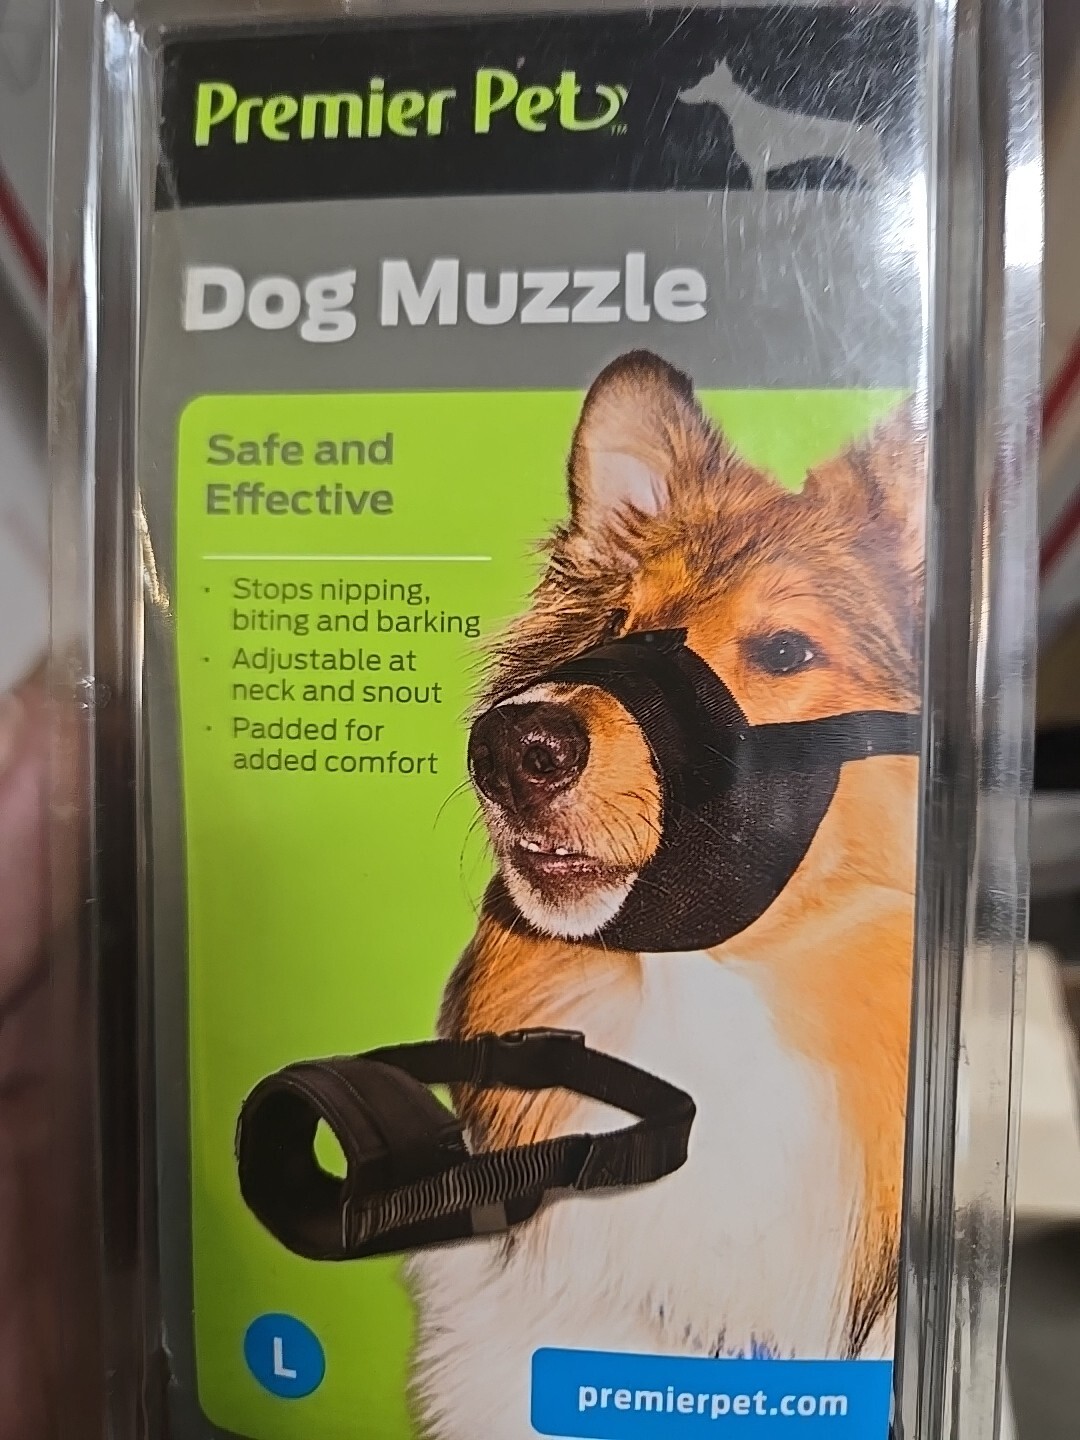 Premier Pet™
Dog Muzzle
Safe and
Effective
· Stops nipping,
biting and barking
· Adjustable at
neck and snout
· Padded for
added comfort
L
premierpet.com